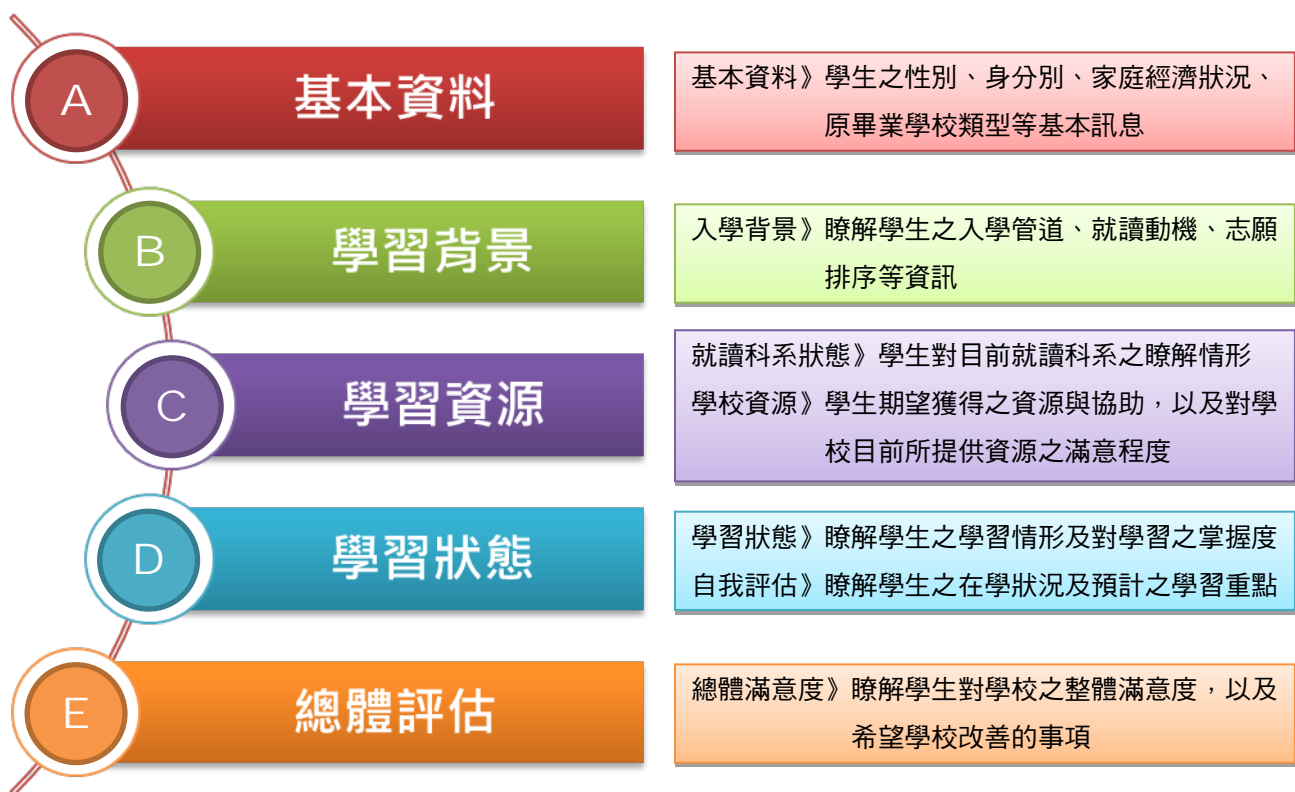 A
基本資料
基本資料》學生之性別、身分別、家庭經濟狀況、
原畢業學校類型等基本訊息
B
學習背景
入學背景》瞭解學生之入學管道、就讀動機、志願
排序等資訊
C
學習資源
就讀科系狀態》學生對目前就讀科系之瞭解情形
學校資源》學生期望獲得之資源與協助，以及對學
校目前所提供資源之滿意程度
D
學習狀態
學習狀態》瞭解學生之學習情形及對學習之掌握度
自我評估》瞭解學生之在學狀況及預計之學習重點
E
總體評估
總體滿意度》瞭解學生對學校之整體滿意度，以及
希望學校改善的事項